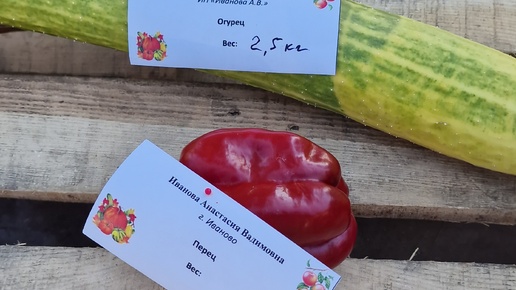 ИП «Иванова А.В.»
Огурец
Вес: 2,5 кг
Иванова Анастасия Вадимовна
г. Иваново
Перец
Вес: